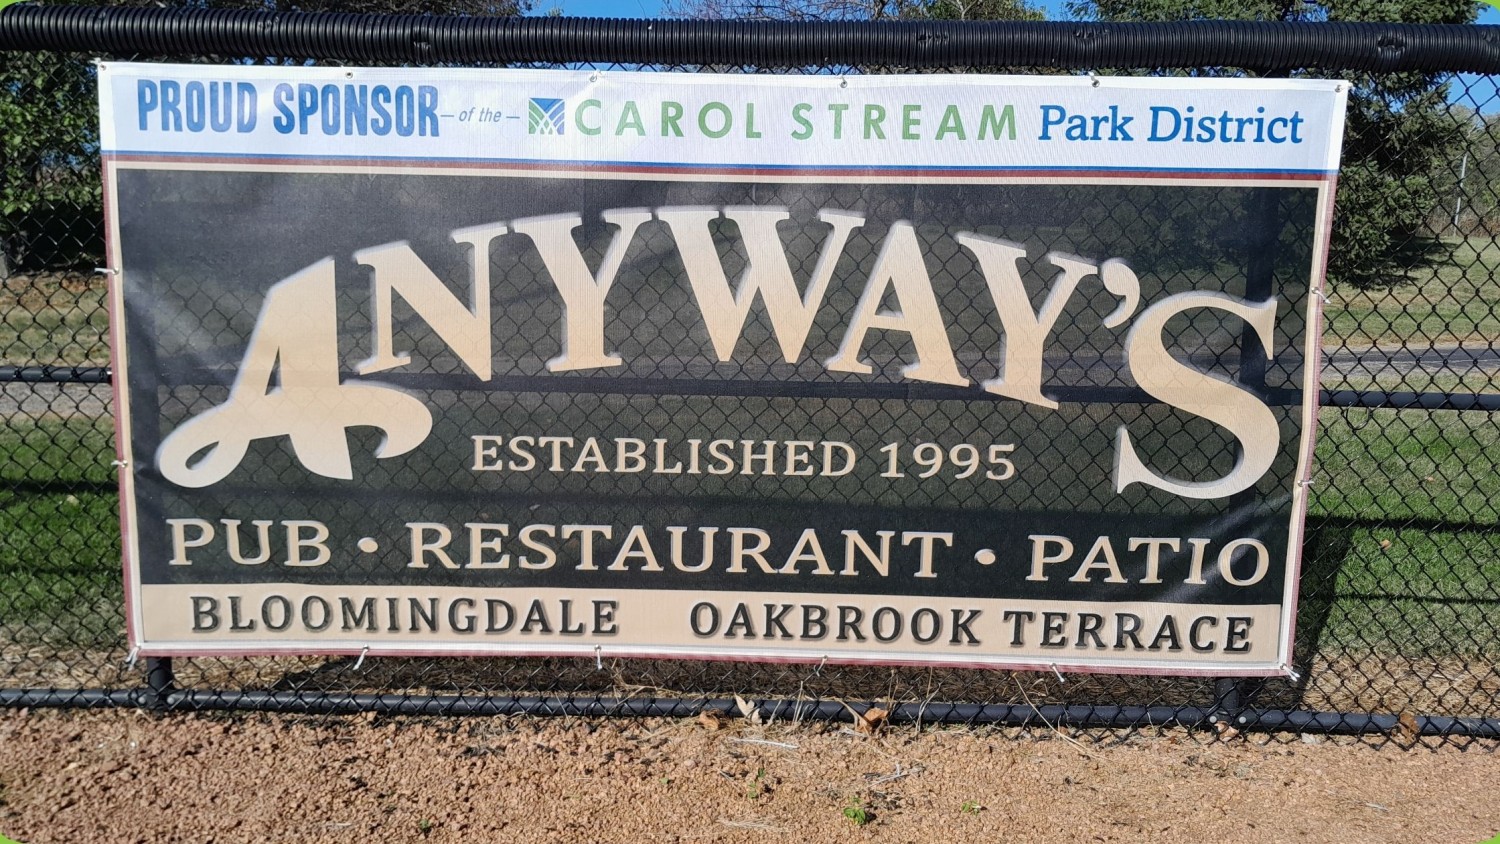 PROUD SPONSOR — of the — CAROL STREAM Park District
ANYWAY'S
ESTABLISHED 1995
PUB • RESTAURANT • PATIO
BLOOMINGDALE OAKBROOK TERRACE